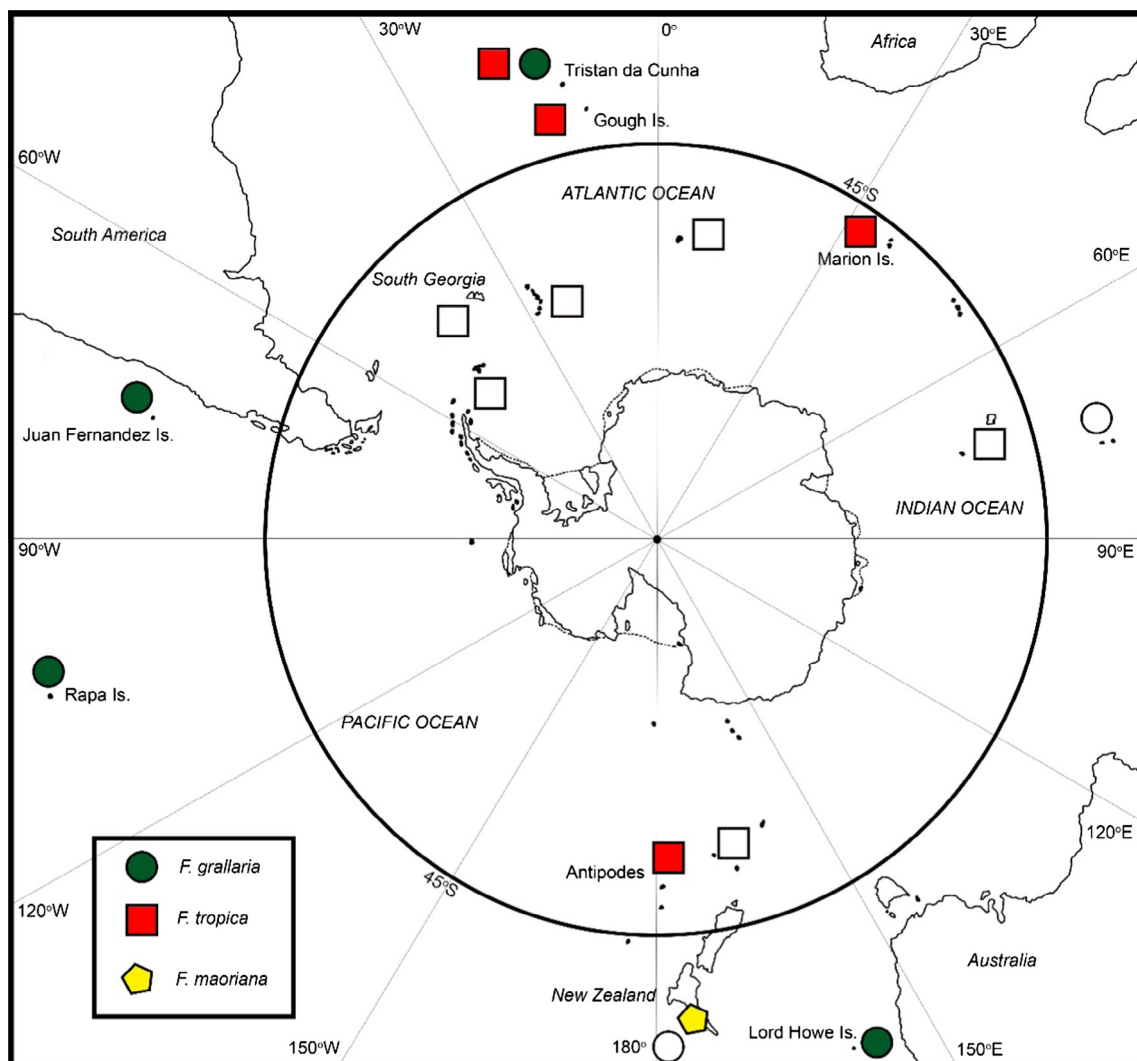 30°W
0°
30°E
Africa
Tristan da Cunha
Gough Is.
60°W
ATLANTIC OCEAN
45°S
South America
Marion Is.
60°E
South Georgia
Juan Fernandez Is.
INDIAN OCEAN
90°W
90°E
Rapa Is.
PACIFIC OCEAN
120°E
Antipodes
F. grallaria
45°S
120°W
F. tropica
F. maoriana
Australia
New Zealand
Lord Howe Is.
150°W
180°
150°E